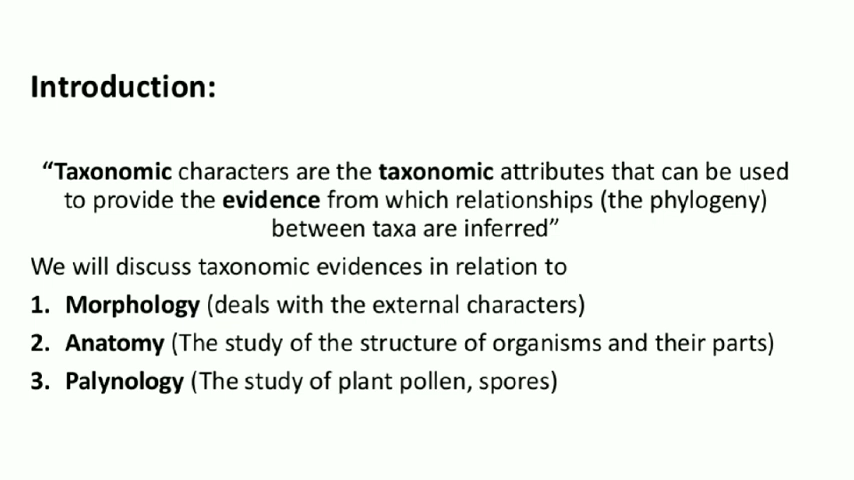 Introduction:
“Taxonomic characters are the taxonomic attributes that can be used
to provide the evidence from which relationships (the phylogeny)
between taxa are inferred”
We will discuss taxonomic evidences in relation to
1. Morphology (deals with the external characters)
2. Anatomy (The study of the structure of organisms and their parts)
3. Palynology (The study of plant pollen, spores)